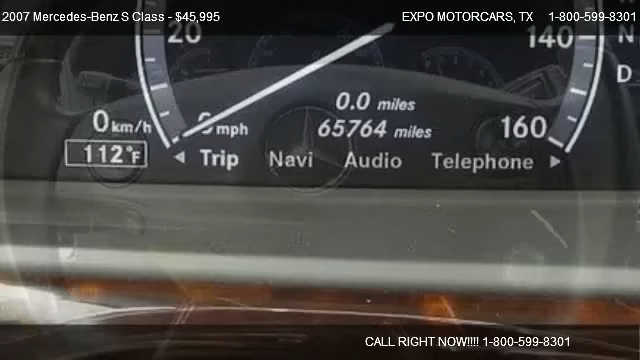 2007 Mercedes-Benz S Class - $45,995 EXPO MOTORCARS, TX 1-800-599-8301
20 140 N
D
0.0 miles
0 km/h 0 mph 65764 miles 160
112°F
Trip Navi Audio Telephone
CALL RIGHT NOW!!!! 1-800-599-8301